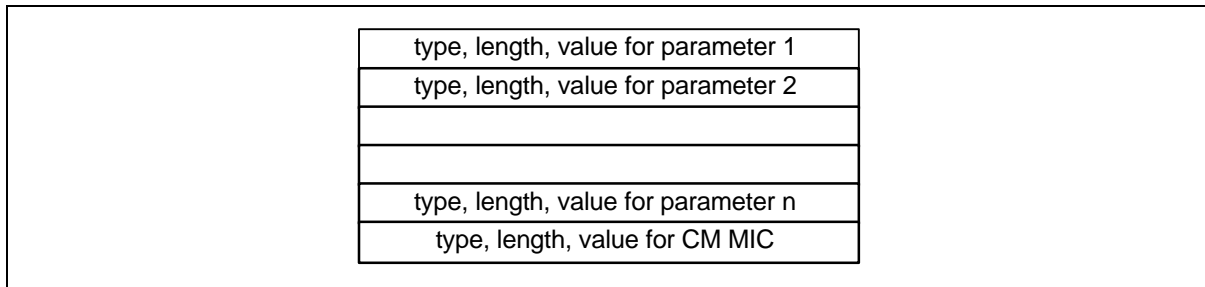 type, length, value for parameter 1
type, length, value for parameter 2
type, length, value for parameter n
type, length, value for CM MIC